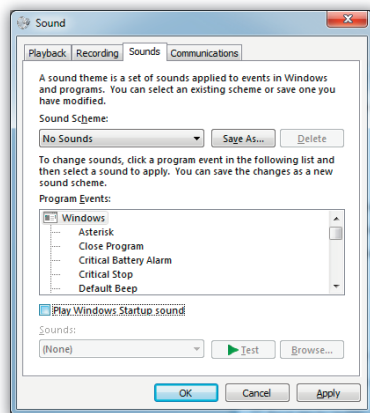 Sound
Playback Recording Sounds Communications
A sound theme is a set of sounds applied to events in Windows
and programs. You can select an existing scheme or save one you
have modified.
Sound Scheme:
No Sounds Save As... Delete
To change sounds, click a program event in the following list and
then select a sound to apply. You can save the changes as a new
sound scheme.
Program Events:
Windows
Asterisk
Close Program
Critical Battery Alarm
Critical Stop
Default Beep
Play Windows Startup sound
Sounds:
(None) Test Browse...
OK Cancel Apply